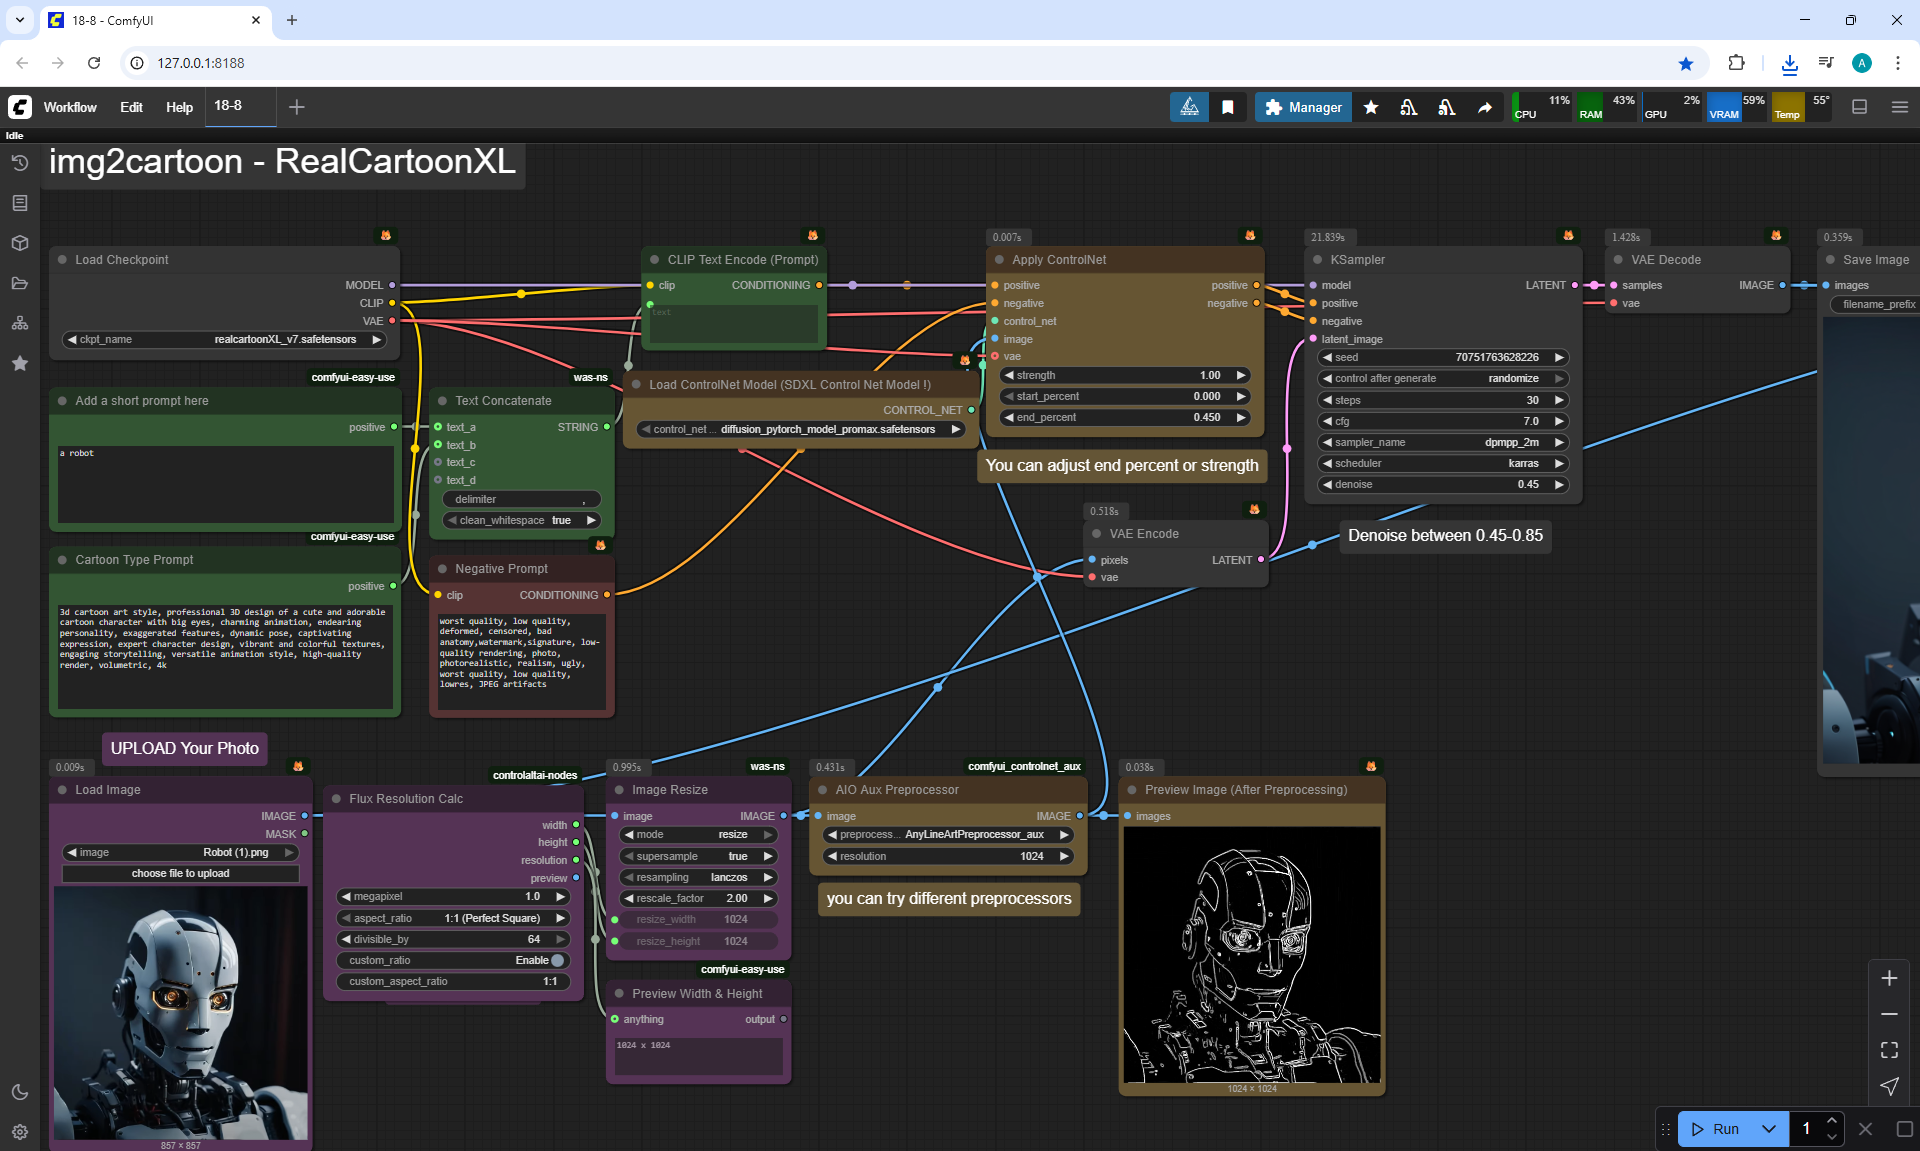 18-8 - ComfyUI
127.0.0.1:8188
A
Workflow
Edit
Help
18-8
Manager
CPU 11%
RAM 43%
GPU 2%
VRAM 59%
Temp 55°
Idle
img2cartoon - RealCartoonXL
Load Checkpoint
MODEL
CLIP
VAE
ckpt_name realcartoonXL_v7.safetensors
CLIP Text Encode (Prompt)
clip CONDITIONING
text
0.007s
Apply ControlNet
positive positive
negative negative
control_net
image
vae
strength 1.00
start_percent 0.000
end_percent 0.450
21.839s
KSampler
model LATENT
positive
negative
latent_image
seed 70751763628226
control after generate randomize
steps 30
cfg 7.0
sampler_name dpmpp_2m
scheduler karras
denoise 0.45
1.428s
VAE Decode
samples IMAGE
vae
0.359s
Save Image
images
filename_prefix
comfyui-easy-use
Add a short prompt here
positive
a robot
was-ns
Text Concatenate
text_a STRING
text_b
text_c
text_d
delimiter ,
clean_whitespace true
Load ControlNet Model (SDXL Control Net Model !)
CONTROL_NET
control_net ... diffusion_pytorch_model_promax.safetensors
You can adjust end percent or strength
0.518s
VAE Encode
pixels LATENT
vae
Denoise between 0.45-0.85
comfyui-easy-use
Cartoon Type Prompt
positive
3d cartoon art style, professional 3D design of a cute and adorable
cartoon character with big eyes, charming animation, endearing
personality, exaggerated features, dynamic pose, captivating
expression, expert character design, vibrant and colorful textures,
engaging storytelling, versatile animation style, high-quality
render, volumetric, 4k
Negative Prompt
clip CONDITIONING
worst quality, low quality,
deformed, censored, bad
anatomy,watermark,signature, low-
quality rendering, photo,
photorealistic, realism, ugly,
worst quality, low quality,
lowres, JPEG artifacts
UPLOAD Your Photo
0.009s
Load Image
IMAGE
MASK
image Robot (1).png
choose file to upload
857 × 857
controlaltai-nodes
Flux Resolution Calc
width
height
resolution
preview
megapixel 1.0
aspect_ratio 1:1 (Perfect Square)
divisible_by 64
custom_ratio Enable
custom_aspect_ratio 1:1
0.995s
was-ns
Image Resize
image IMAGE
mode resize
supersample true
resampling lanczos
rescale_factor 2.00
resize_width 1024
resize_height 1024
comfyui-easy-use
Preview Width & Height
anything output
1024 x 1024
0.431s
comfyui_controlnet_aux
AIO Aux Preprocessor
image IMAGE
preprocess... AnyLineArtPreprocessor_aux
resolution 1024
you can try different preprocessors
0.038s
Preview Image (After Preprocessing)
images
1024 × 1024
Run
1